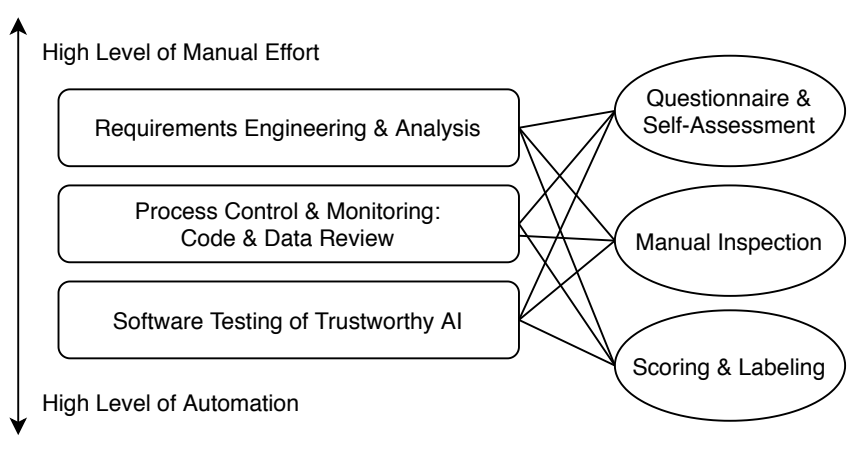 High Level of Manual Effort
Requirements Engineering & Analysis
Process Control & Monitoring:
Code & Data Review
Software Testing of Trustworthy AI
High Level of Automation
Questionnaire &
Self-Assessment
Manual Inspection
Scoring & Labeling